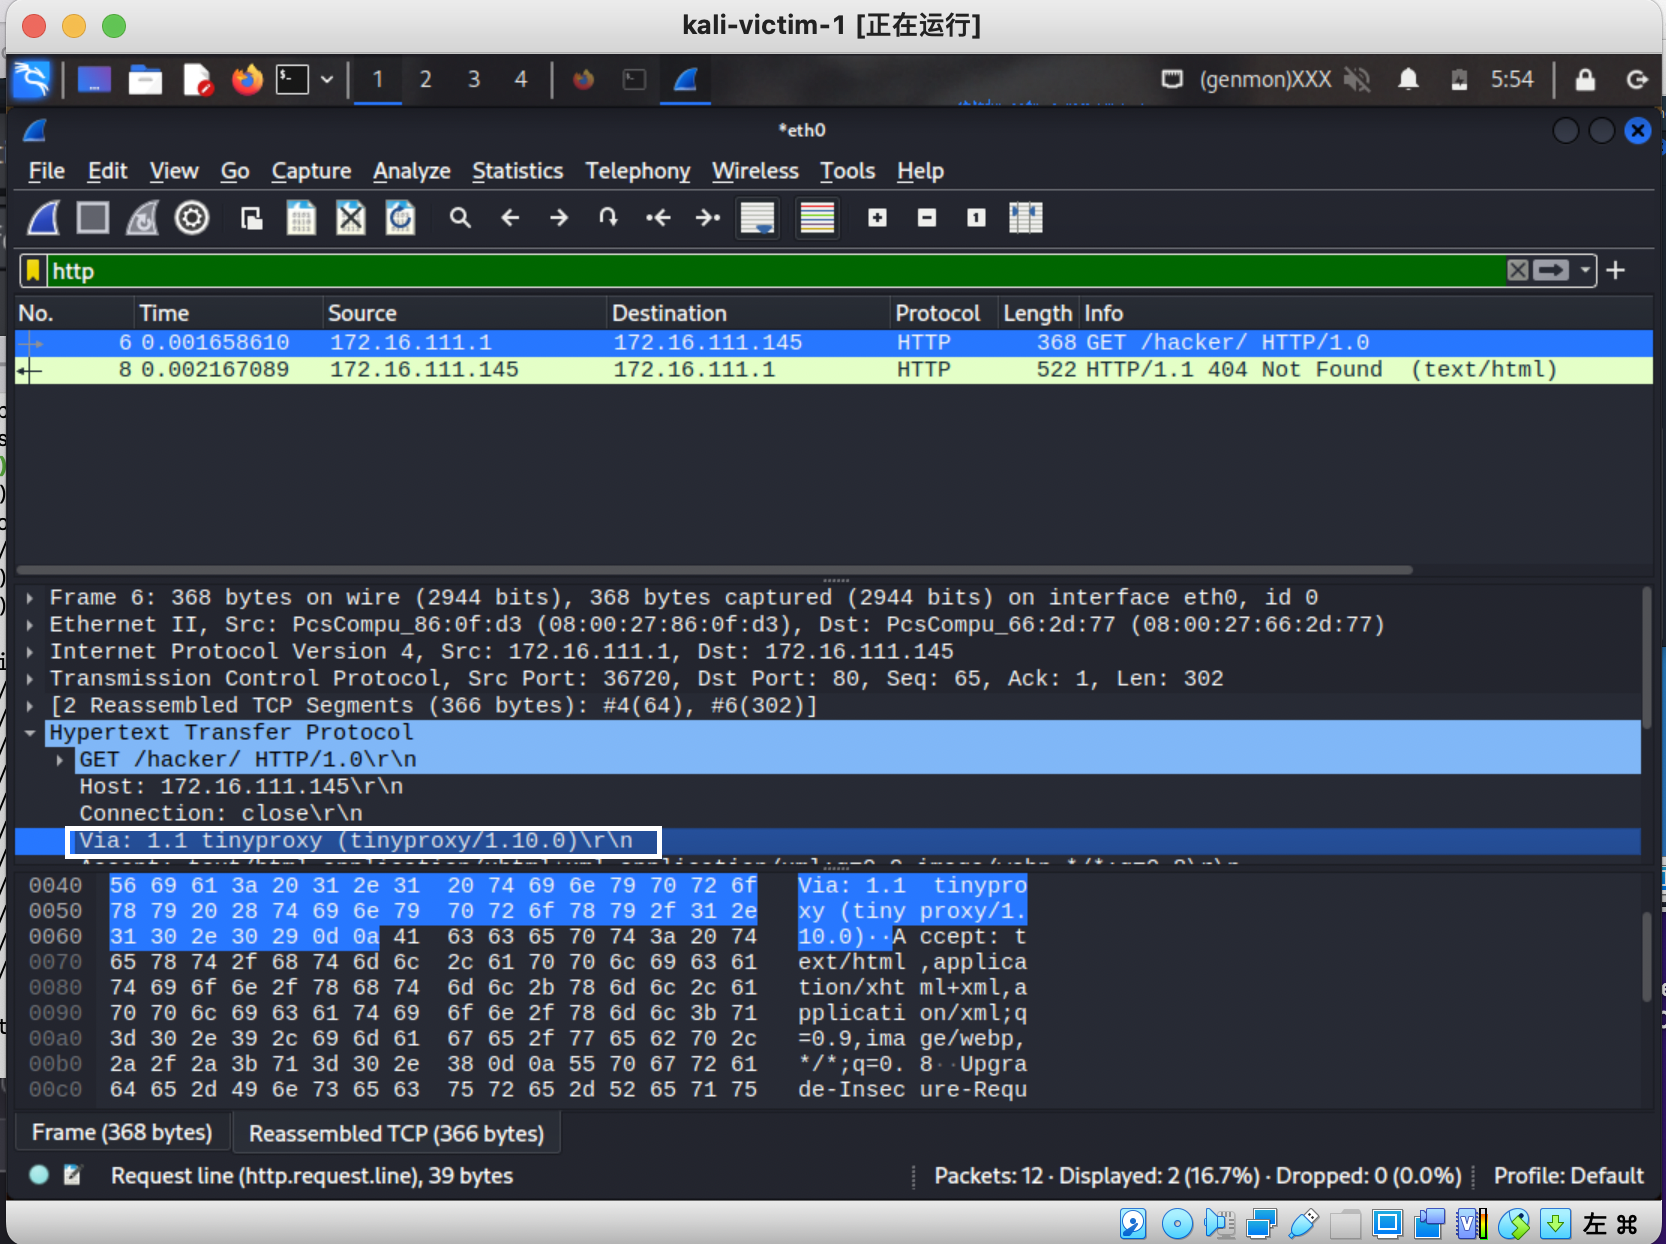 kali-victim-1 [正在运行]
1 2 3 4 (genmon)XXX 5:54
*eth0
File Edit View Go Capture Analyze Statistics Telephony Wireless Tools Help
http
No. Time Source Destination Protocol Length Info
6 0.001658610 172.16.111.1 172.16.111.145 HTTP 368 GET /hacker/ HTTP/1.0
8 0.002167089 172.16.111.145 172.16.111.1 HTTP 522 HTTP/1.1 404 Not Found (text/html)
Frame 6: 368 bytes on wire (2944 bits), 368 bytes captured (2944 bits) on interface eth0, id 0
Ethernet II, Src: PcsCompu_86:0f:d3 (08:00:27:86:0f:d3), Dst: PcsCompu_66:2d:77 (08:00:27:66:2d:77)
Internet Protocol Version 4, Src: 172.16.111.1, Dst: 172.16.111.145
Transmission Control Protocol, Src Port: 36720, Dst Port: 80, Seq: 65, Ack: 1, Len: 302
[2 Reassembled TCP Segments (366 bytes): #4(64), #6(302)]
Hypertext Transfer Protocol
GET /hacker/ HTTP/1.0\r\n
Host: 172.16.111.145\r\n
Connection: close\r\n
Via: 1.1 tinyproxy (tinyproxy/1.10.0)\r\n
0040 56 69 61 3a 20 31 2e 31 20 74 69 6e 79 70 72 6f Via: 1.1 tinypro
0050 78 79 20 28 74 69 6e 79 70 72 6f 78 79 2f 31 2e xy (tiny proxy/1.
0060 31 30 2e 30 29 0d 0a 41 63 63 65 70 74 3a 20 74 10.0)··A ccept: t
0070 65 78 74 2f 68 74 6d 6c 2c 61 70 70 6c 69 63 61 ext/html ,applica
0080 74 69 6f 6e 2f 78 68 74 6d 6c 2b 78 6d 6c 2c 61 tion/xht ml+xml,a
0090 70 70 6c 69 63 61 74 69 6f 6e 2f 78 6d 6c 3b 71 pplicati on/xml;q
00a0 3d 30 2e 39 2c 69 6d 61 67 65 2f 77 65 62 70 2c =0.9,ima ge/webp,
00b0 2a 2f 2a 3b 71 3d 30 2e 38 0d 0a 55 70 67 72 61 */*;q=0. 8··Upgra
00c0 64 65 2d 49 6e 73 65 63 75 72 65 2d 52 65 71 75 de-Insec ure-Requ
Frame (368 bytes) Reassembled TCP (366 bytes)
Request line (http.request.line), 39 bytes Packets: 12 · Displayed: 2 (16.7%) · Dropped: 0 (0.0%) Profile: Default
左 ⌘